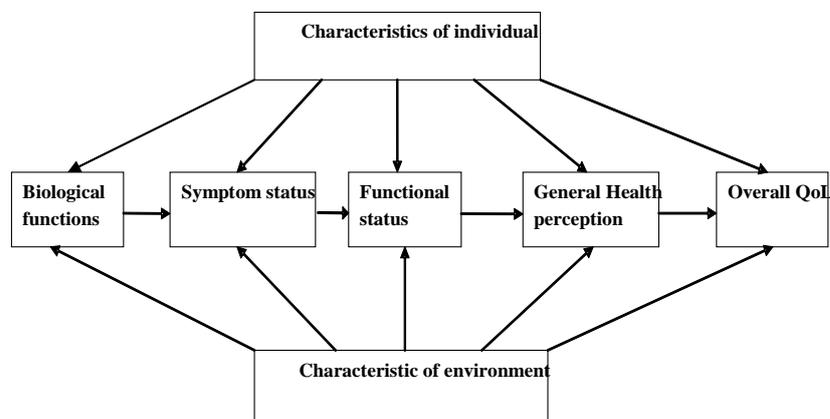 Characteristics of individual
Biological
functions
Symptom status
Functional
status
General Health
perception
Overall QoL
Characteristic of environment